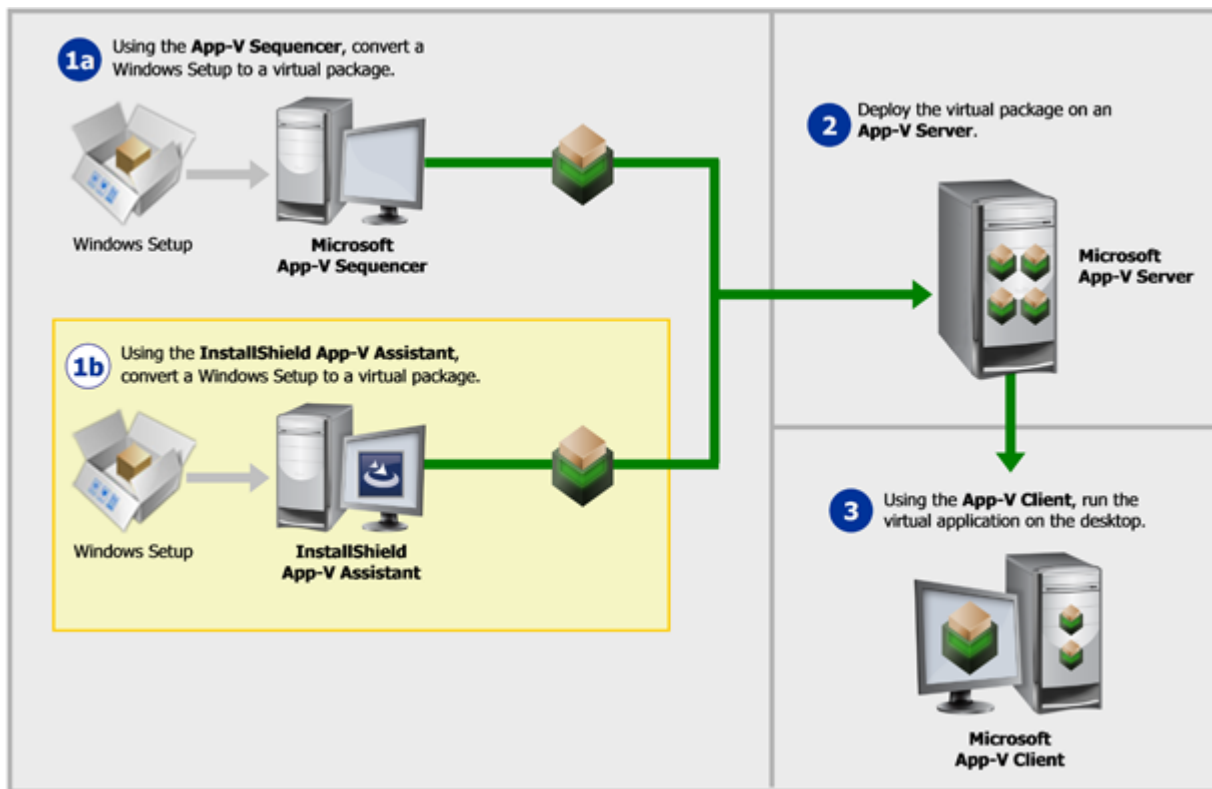 1a
Using the App-V Sequencer, convert a
Windows Setup to a virtual package.
Windows Setup
Microsoft
App-V Sequencer
1b
Using the InstallShield App-V Assistant,
convert a Windows Setup to a virtual package.
Windows Setup
InstallShield
App-V Assistant
2
Deploy the virtual package on an
App-V Server.
Microsoft
App-V Server
3
Using the App-V Client, run the
virtual application on the desktop.
Microsoft
App-V Client